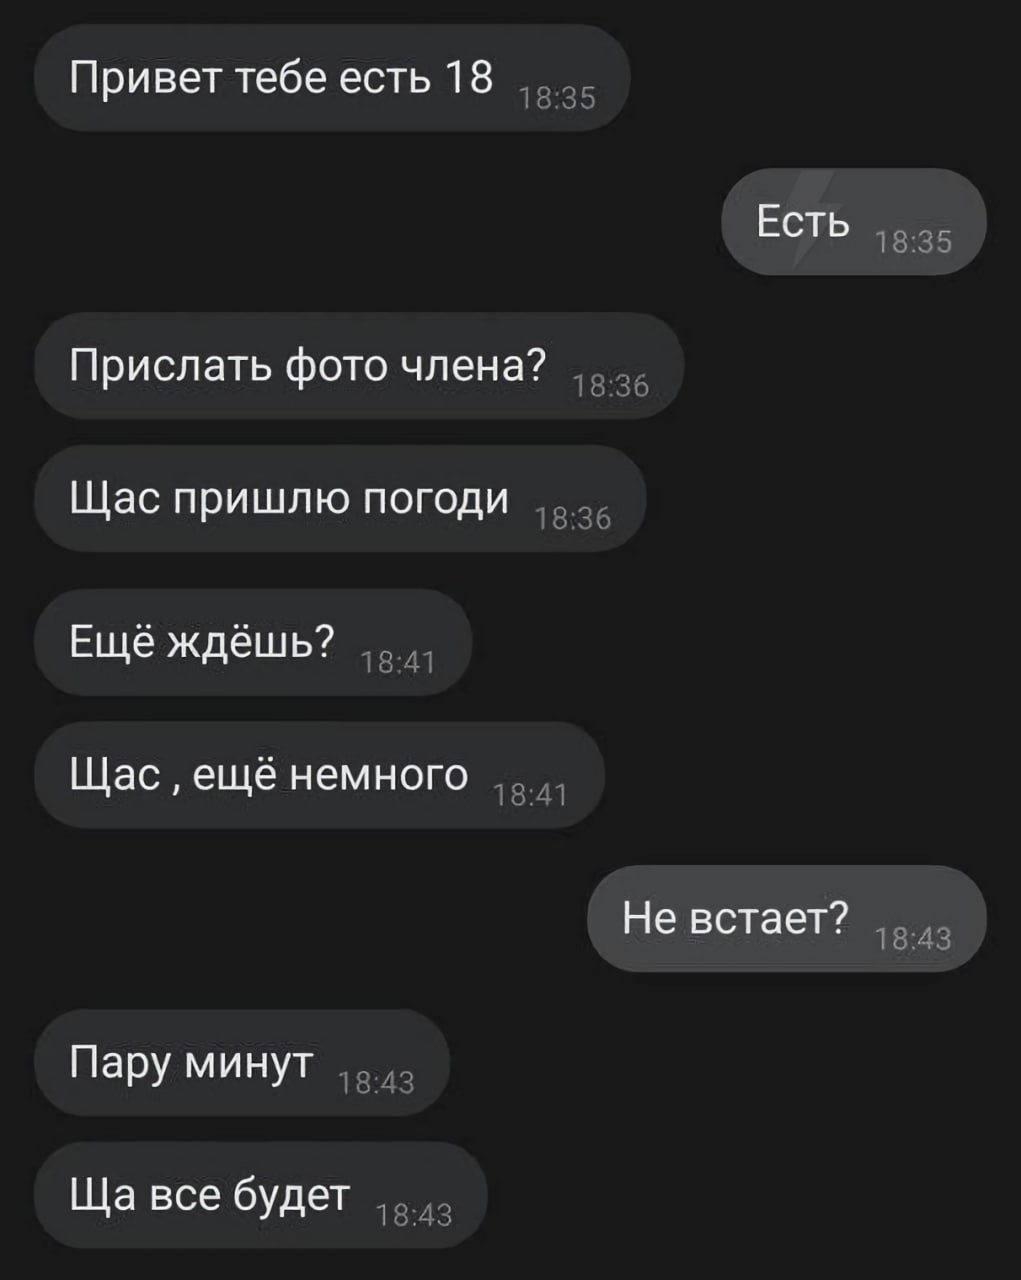 Привет тебе есть 18 18:35
Есть 18:35
Прислать фото члена? 18:36
Щас пришлю погоди 18:36
Ещё ждёшь? 18:41
Щас , ещё немного 18:41
Не встает? 18:43
Пару минут 18:43
Ща все будет 18:43